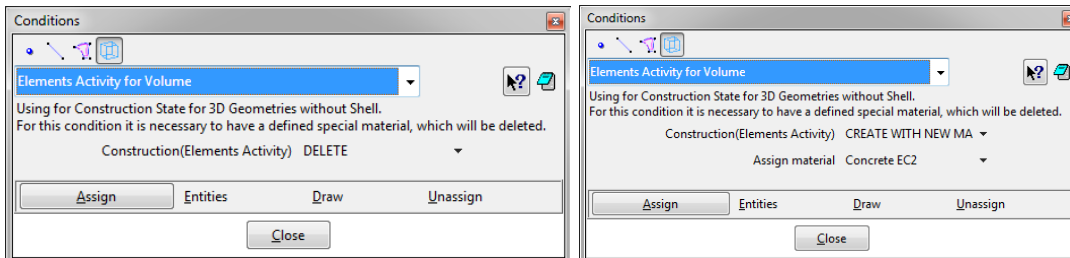 Conditions
Elements Activity for Volume
Using for Construction State for 3D Geometries without Shell.
For this condition it is necessary to have a defined special material, which will be deleted.
Construction(Elements Activity) DELETE
Assign Entities Draw Unassign
Close
Conditions
Elements Activity for Volume
Using for Construction State for 3D Geometries without Shell.
For this condition it is necessary to have a defined special material, which will be deleted.
Construction(Elements Activity) CREATE WITH NEW MA
Assign material Concrete EC2
Assign Entities Draw Unassign
Close